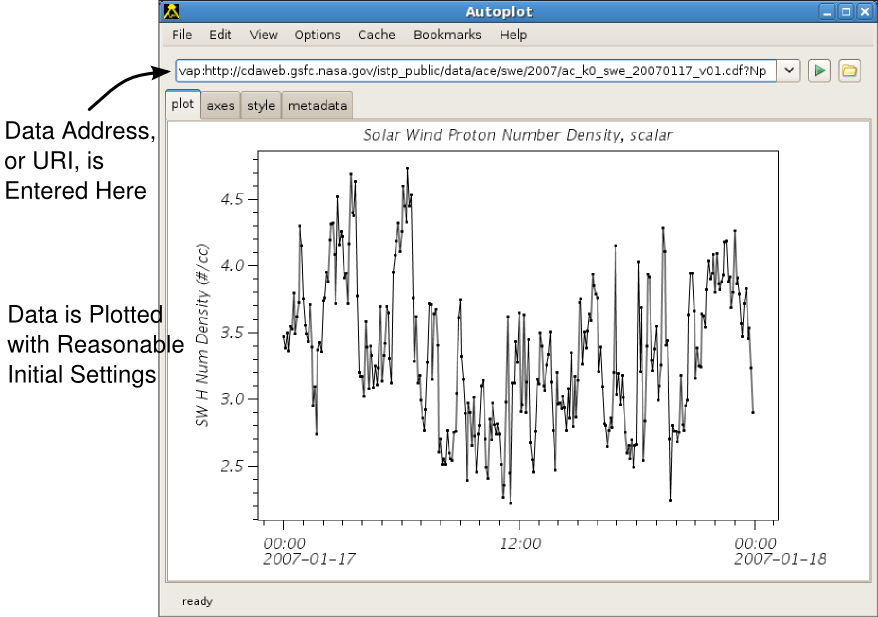 Autoplot
File Edit View Options Cache Bookmarks Help
vap:http://cdaweb.gsfc.nasa.gov/istp_public/data/ace/swe/2007/ac_k0_swe_20070117_v01.cdf?Np
plot axes style metadata
Data Address,
or URI, is
Entered Here
Solar Wind Proton Number Density, scalar
4.5
4.0
3.5
3.0
2.5
SW H Num Density (#/cc)
Data is Plotted
with Reasonable
Initial Settings
00:00 12:00 00:00
2007-01-17 2007-01-18
ready